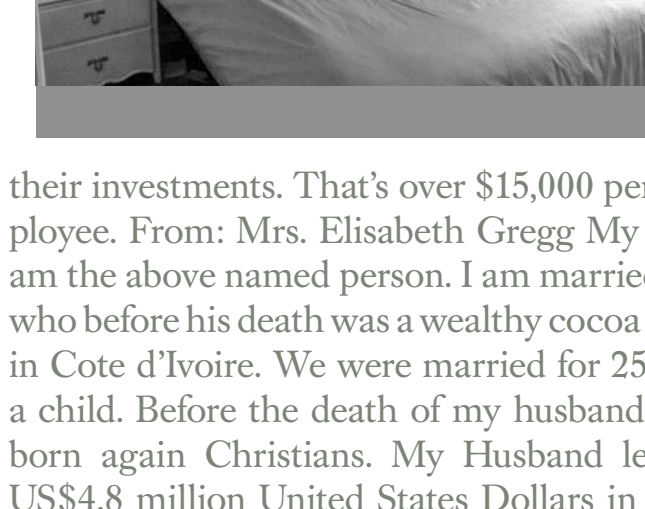 their investments. That’s over $15,000 per
ployee. From: Mrs. Elisabeth Gregg My
am the above named person. I am married
who before his death was a wealthy cocoa
in Cote d’Ivoire. We were married for 25
a child. Before the death of my husband
born again Christians. My Husband le
US$4.8 million United States Dollars in